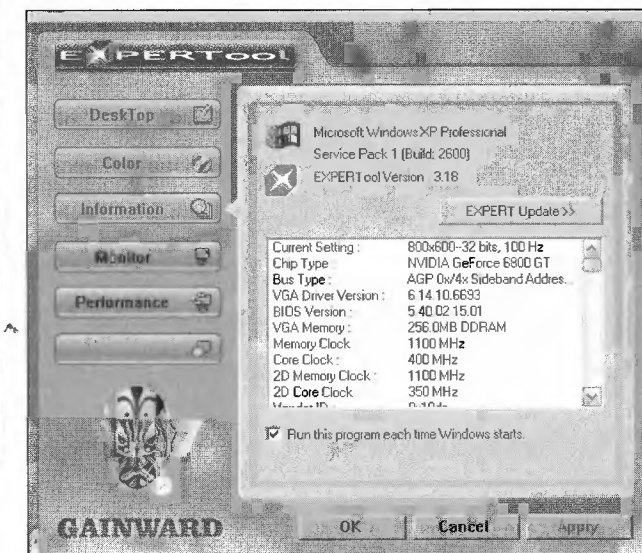 EXPERTOOL
DeskTop
Color
Information
Monitor
Performance
Microsoft Windows XP Professional
Service Pack 1 (Build: 2600)
EXPERTool Version 3.18
EXPERT Update >>
Current Setting : 800x600--32 bits, 100 Hz
Chip Type NVIDIA GeForce 6800 GT
Bus Type : AGP 0x/4x Sideband Addres.
VGA Driver Version : 6.14.10.6693
BIOS Version : 5.40.02.15.01
VGA Memory : 256.0MB DDRAM
Memory Clock 1100 MHz
Core Clock : 400 MHz
2D Memory Clock : 1100 MHz
2D Core Clock 350 MHz
Run this program each time Windows starts.
GAINWARD
OK Cancel Apply